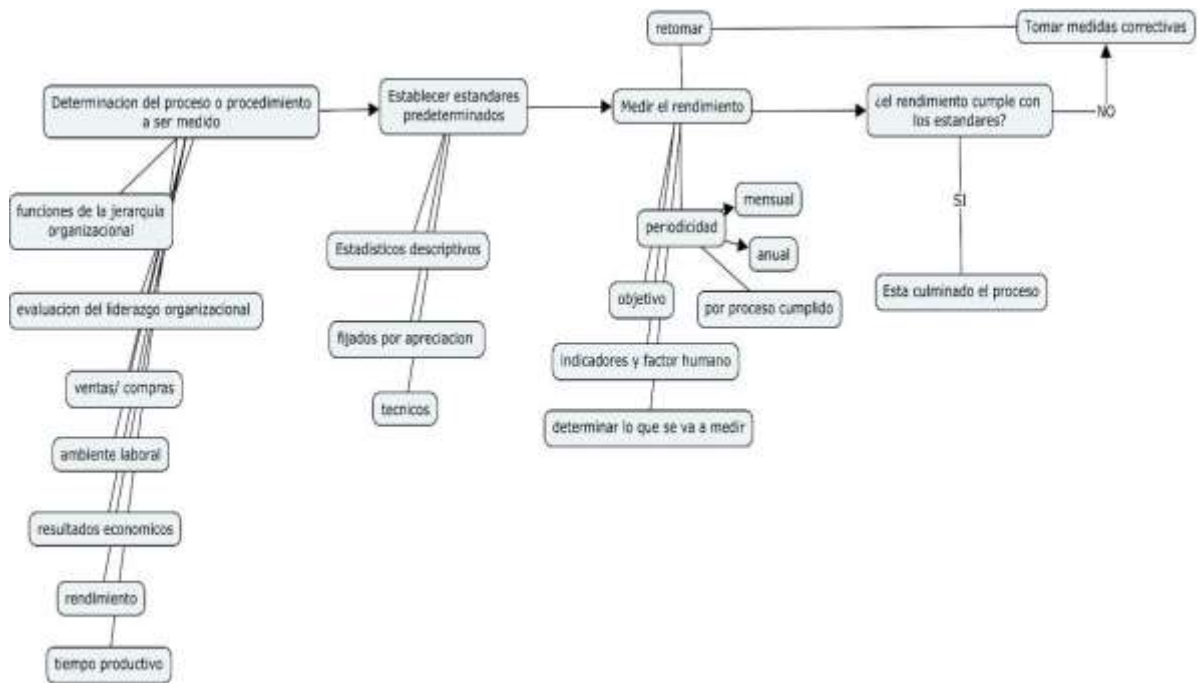 retomar
Tomar medidas correctivas
Determinacion del proceso o procedimiento
a ser medido
Establecer estandares
predeterminados
Medir el rendimiento
¿el rendimiento cumple con
los estandares?
NO
funciones de la jerarquia
organizacional
mensual
SI
periodicidad
Estadisticos descriptivos
anual
Esta culminado el proceso
objetivo
por proceso cumplido
evaluacion del liderazgo organizacional
fijados por apreciacion
indicadores y factor humano
ventas/ compras
tecnicos
determinar lo que se va a medir
ambiente laboral
resultados economicos
rendimiento
tiempo productivo